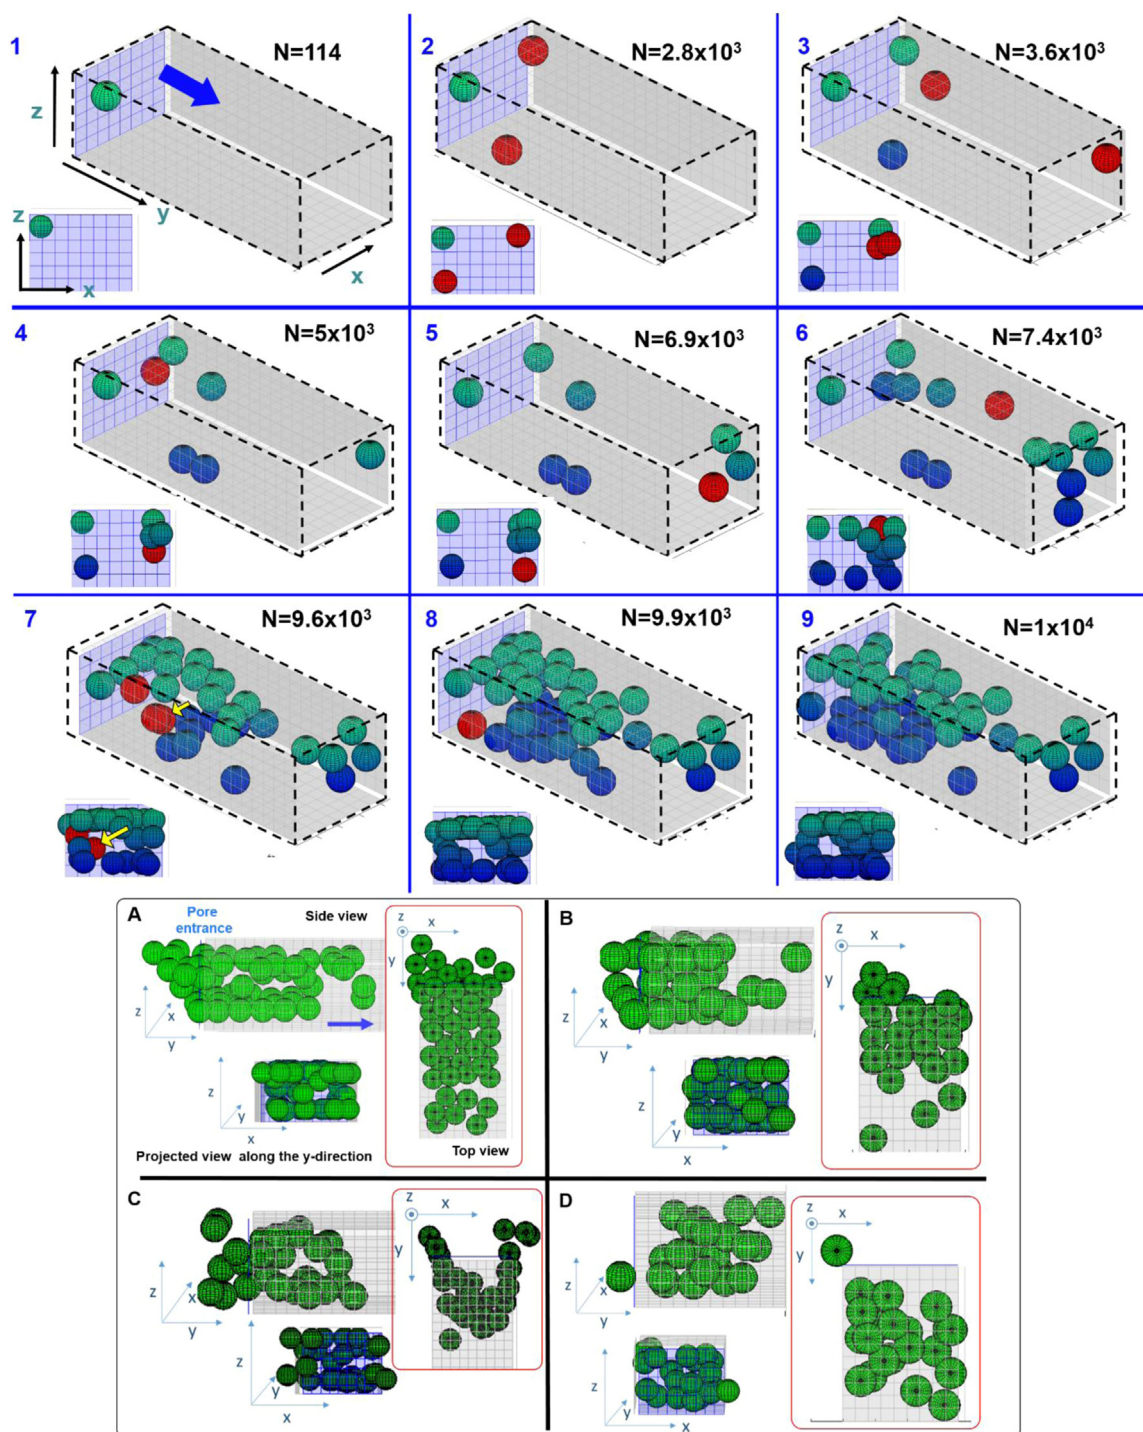 1
N=114
z
y
x
z
x
2
N=2.8x10³
3
N=3.6x10³
4
N=5x10³
5
N=6.9x10³
6
N=7.4x10³
7
N=9.6x10³
8
N=9.9x10³
9
N=1x10⁴
A
Pore
entrance
Side view
z
x
y
z
x
y
z
y
x
Projected view along the y-direction
Top view
B
z
x
y
z
x
y
z
y
x
C
z
x
y
z
x
y
z
y
x
D
z
x
y
z
x
y
z
y
x